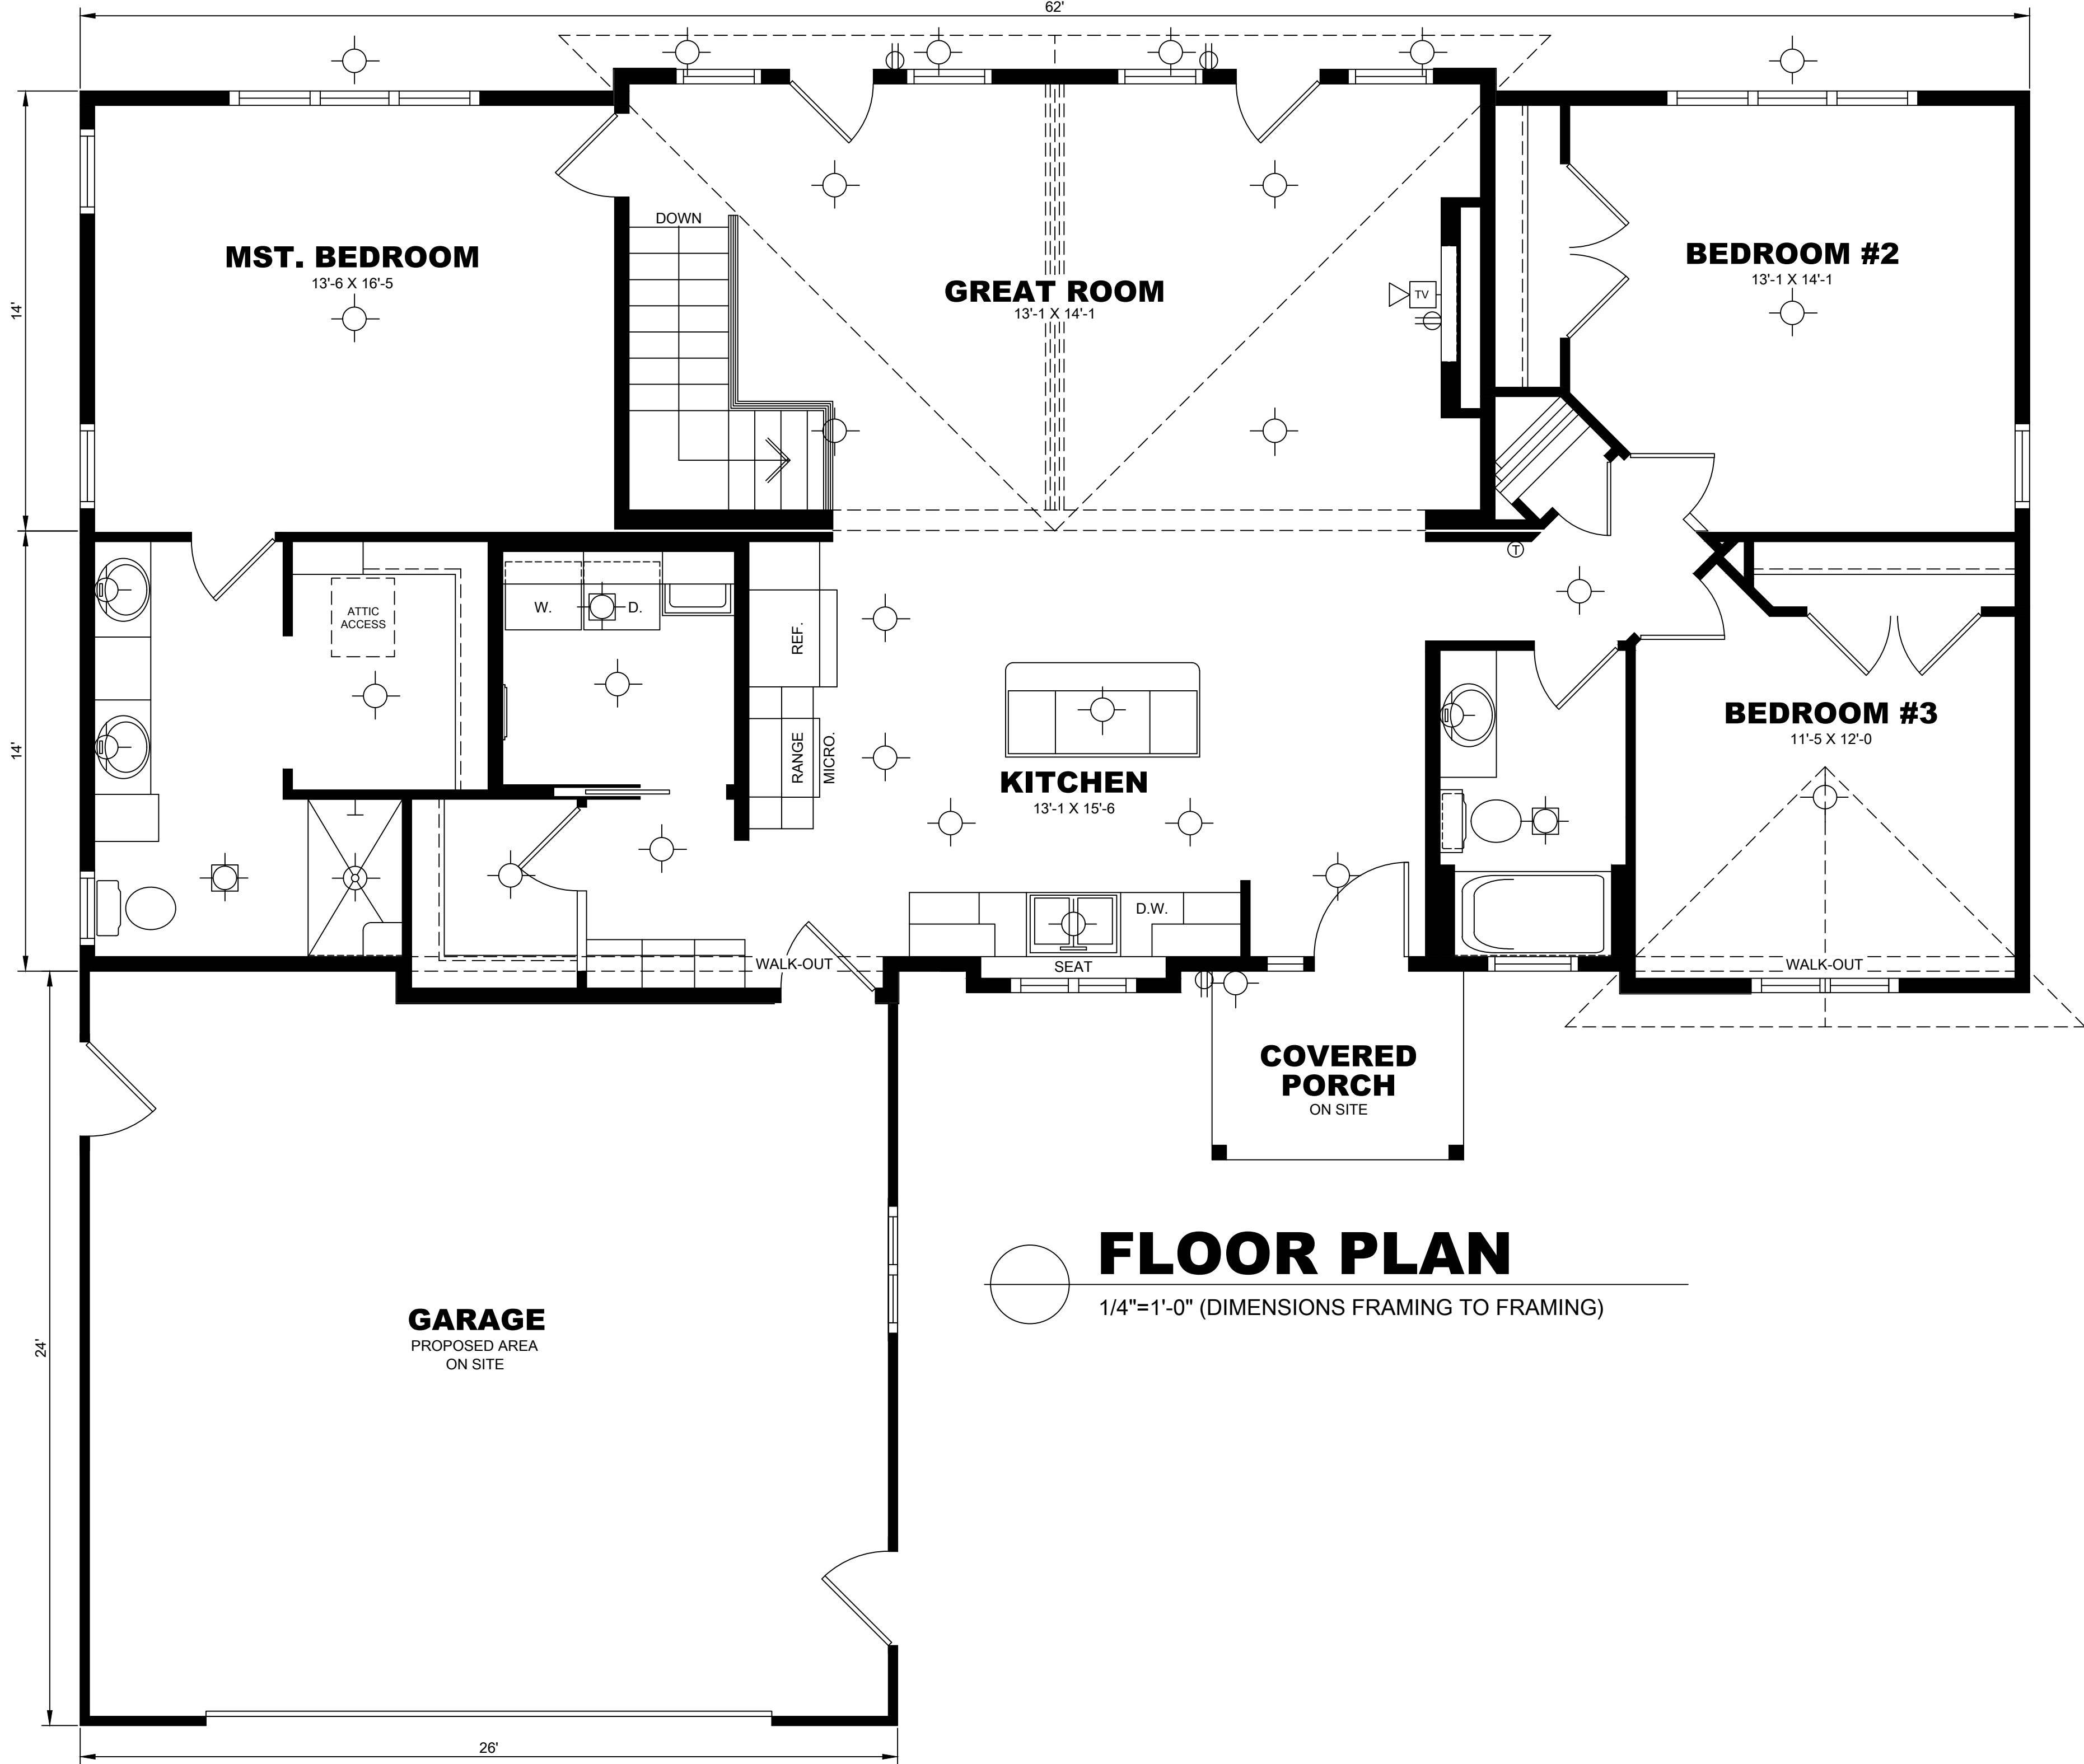 62'
14'
14'
24'
26'
MST. BEDROOM
13'-6 X 16'-5
DOWN
GREAT ROOM
13'-1 X 14'-1
TV
BEDROOM #2
13'-1 X 14'-1
T
ATTIC
ACCESS
W.
D.
REF.
RANGE
MICRO.
KITCHEN
13'-1 X 15'-6
D.W.
SEAT
WALK-OUT
BEDROOM #3
11'-5 X 12'-0
WALK-OUT
COVERED
PORCH
ON SITE
GARAGE
PROPOSED AREA
ON SITE
FLOOR PLAN
1/4"=1'-0" (DIMENSIONS FRAMING TO FRAMING)